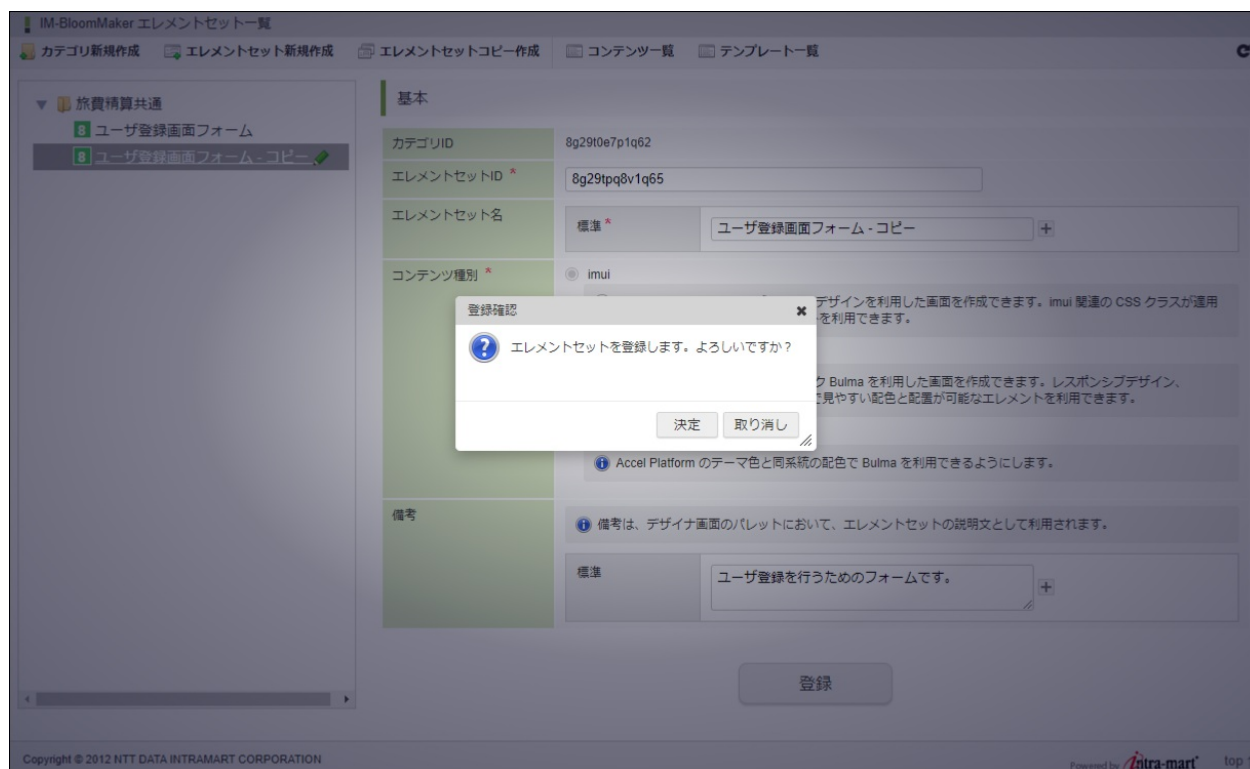 IM-BloomMaker エレメントセット一覧
カテゴリ新規作成 エレメントセット新規作成 エレメントセットコピー作成 コンテンツ一覧 テンプレート一覧
旅費精算共通
ユーザ登録画面フォーム
ユーザ登録画面フォーム - コピー
基本
カテゴリID 8g29t0e7p1q62
エレメントセットID * 8g29tpq8v1q65
エレメントセット名 標準 * ユーザ登録画面フォーム - コピー
コンテンツ種別 * imui
デザインを利用した画面を作成できます。imui 関連の CSS クラスが適用
を利用できます。
登録確認
エレメントセットを登録します。よろしいですか?
決定 取り消し
ク Bulma を利用した画面を作成できます。レスポンシブデザイン、
で見やすい配色と配置が可能なエレメントを利用できます。
Accel Platform のテーマ色と同系統の配色で Bulma を利用できるようにします。
備考 備考は、デザイナ画面のパレットにおいて、エレメントセットの説明文として利用されます。
標準 ユーザ登録を行うためのフォームです。
登録
Copyright © 2012 NTT DATA INTRAMART CORPORATION
Powered by intra-mart top